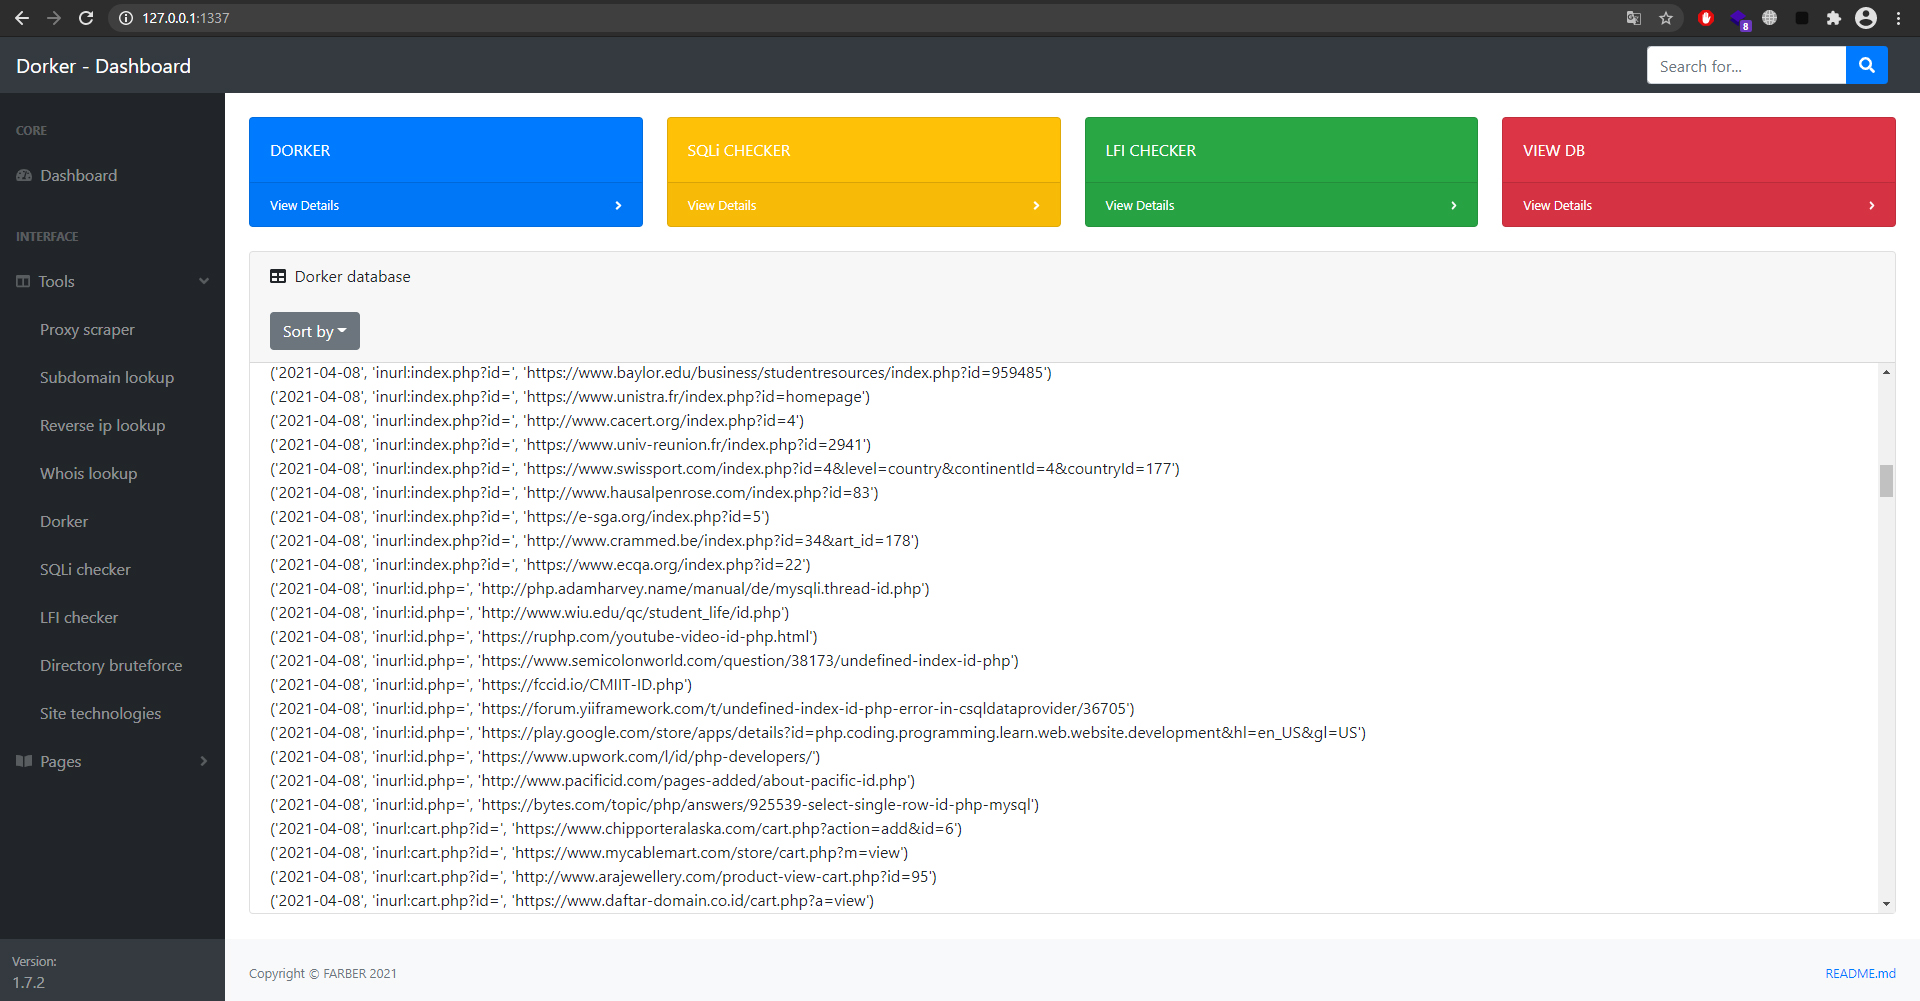 127.0.0.1:1337
8
Dorker - Dashboard
Search for...
CORE
Dashboard
INTERFACE
Tools
Proxy scraper
Subdomain lookup
Reverse ip lookup
Whois lookup
Dorker
SQLi checker
LFI checker
Directory bruteforce
Site technologies
Pages
Version:
1.7.2
DORKER
View Details
SQLi CHECKER
View Details
LFI CHECKER
View Details
VIEW DB
View Details
Dorker database
Sort by
('2021-04-08', 'inurl:index.php?id=', 'https://www.baylor.edu/business/studentresources/index.php?id=959485')
('2021-04-08', 'inurl:index.php?id=', 'https://www.unistra.fr/index.php?id=homepage')
('2021-04-08', 'inurl:index.php?id=', 'http://www.cacert.org/index.php?id=4')
('2021-04-08', 'inurl:index.php?id=', 'https://www.univ-reunion.fr/index.php?id=2941')
('2021-04-08', 'inurl:index.php?id=', 'https://www.swissport.com/index.php?id=4&level=country&continentId=4&countryId=177')
('2021-04-08', 'inurl:index.php?id=', 'http://www.hausalpenrose.com/index.php?id=83')
('2021-04-08', 'inurl:index.php?id=', 'https://e-sga.org/index.php?id=5')
('2021-04-08', 'inurl:index.php?id=', 'http://www.crammed.be/index.php?id=34&art_id=178')
('2021-04-08', 'inurl:index.php?id=', 'https://www.ecqa.org/index.php?id=22')
('2021-04-08', 'inurl:id.php=', 'http://php.adamharvey.name/manual/de/mysqli.thread-id.php')
('2021-04-08', 'inurl:id.php=', 'http://www.wiu.edu/qc/student_life/id.php')
('2021-04-08', 'inurl:id.php=', 'https://ruphp.com/youtube-video-id-php.html')
('2021-04-08', 'inurl:id.php=', 'https://www.semicolonworld.com/question/38173/undefined-index-id-php')
('2021-04-08', 'inurl:id.php=', 'https://fccid.io/CMIIT-ID.php')
('2021-04-08', 'inurl:id.php=', 'https://forum.yiiframework.com/t/undefined-index-id-php-error-in-csqldataprovider/36705')
('2021-04-08', 'inurl:id.php=', 'https://play.google.com/store/apps/details?id=php.coding.programming.learn.web.website.development&hl=en_US&gl=US')
('2021-04-08', 'inurl:id.php=', 'https://www.upwork.com/l/id/php-developers/')
('2021-04-08', 'inurl:id.php=', 'http://www.pacificid.com/pages-added/about-pacific-id.php')
('2021-04-08', 'inurl:id.php=', 'https://bytes.com/topic/php/answers/925539-select-single-row-id-php-mysql')
('2021-04-08', 'inurl:cart.php?id=', 'https://www.chipporteralaska.com/cart.php?action=add&id=6')
('2021-04-08', 'inurl:cart.php?id=', 'https://www.mycablemart.com/store/cart.php?m=view')
('2021-04-08', 'inurl:cart.php?id=', 'http://www.arajewellery.com/product-view-cart.php?id=95')
('2021-04-08', 'inurl:cart.php?id=', 'https://www.daftar-domain.co.id/cart.php?a=view')
Copyright © FARBER 2021
README.md